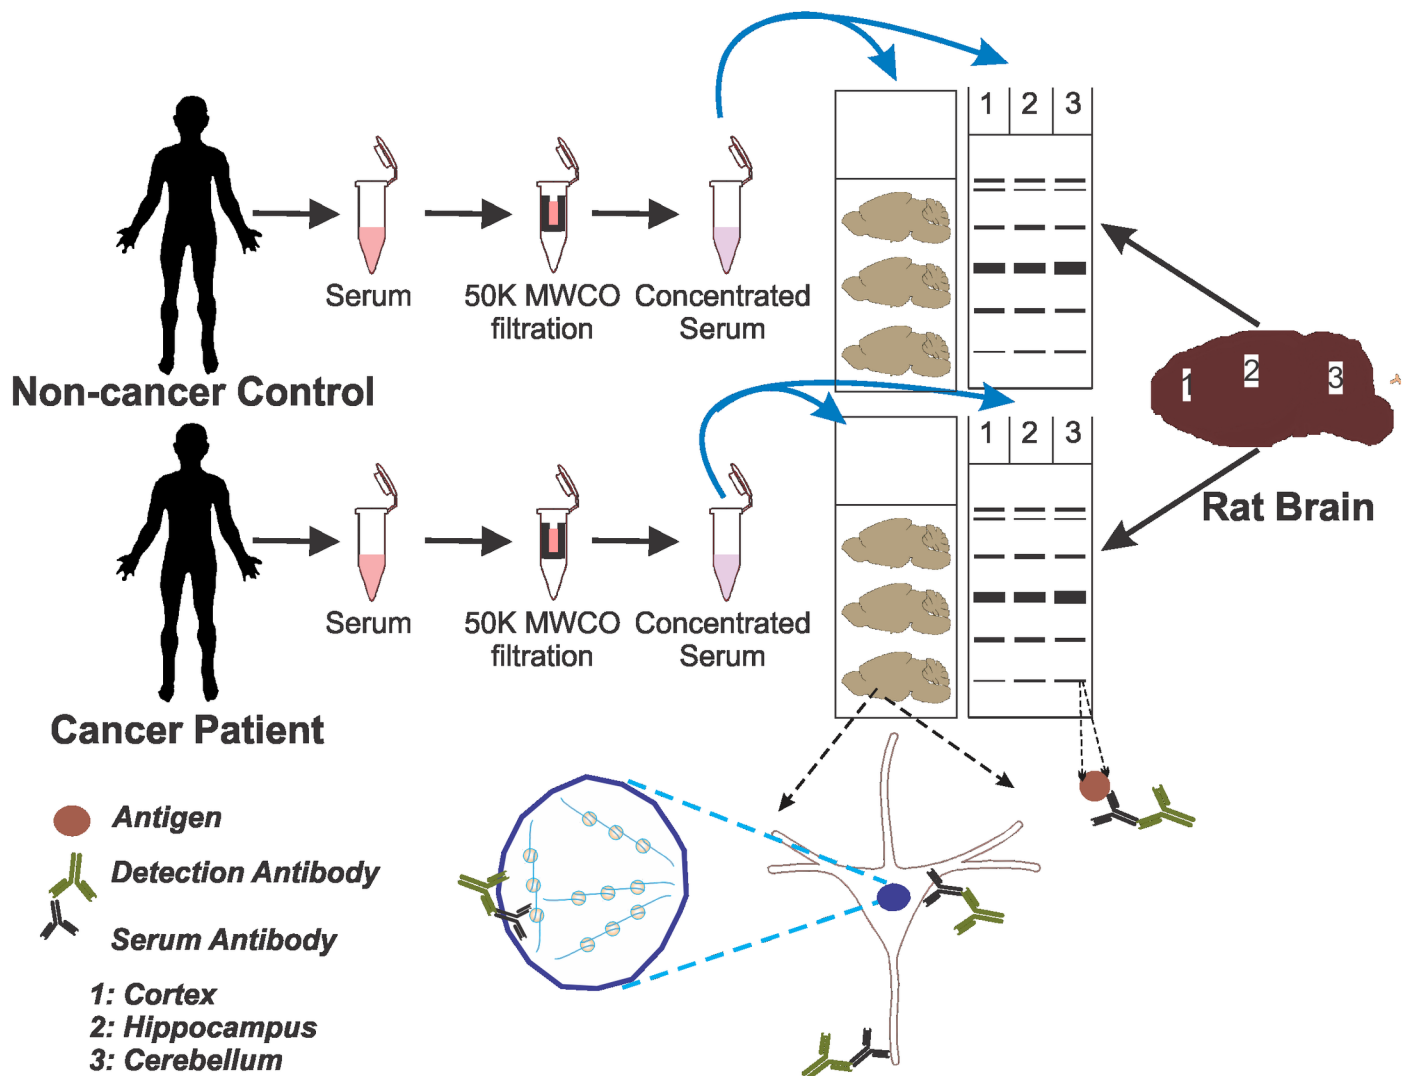 1 2 3
Serum
50K MWCO
filtration
Concentrated
Serum
Non-cancer Control
1 2 3
Rat Brain
1 2 3
Serum
50K MWCO
filtration
Concentrated
Serum
Cancer Patient
Antigen
Detection Antibody
Serum Antibody
1: Cortex
2: Hippocampus
3: Cerebellum